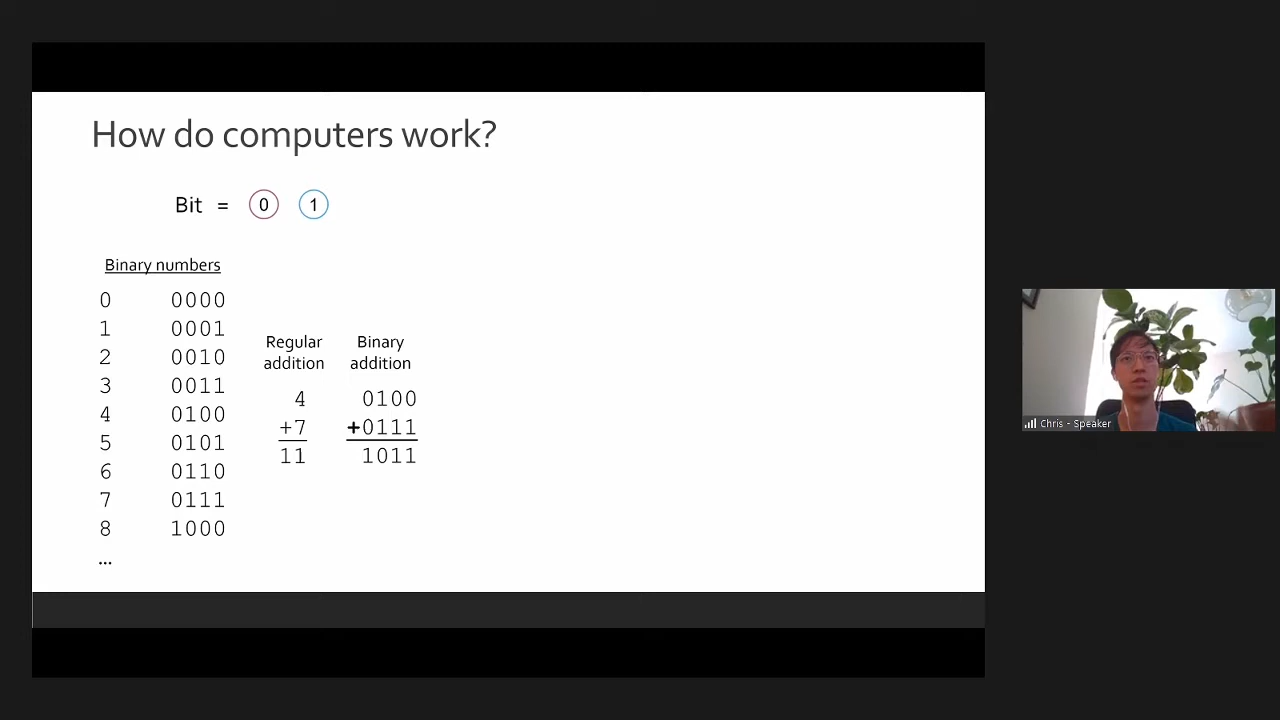 How do computers work?
Bit = 0 1
Binary numbers
0 0000
1 0001
2 0010
3 0011
4 0100
5 0101
6 0110
7 0111
8 1000
...
Regular
addition
4
+7
11
Binary
addition
0100
+0111
1011
Chris - Speaker